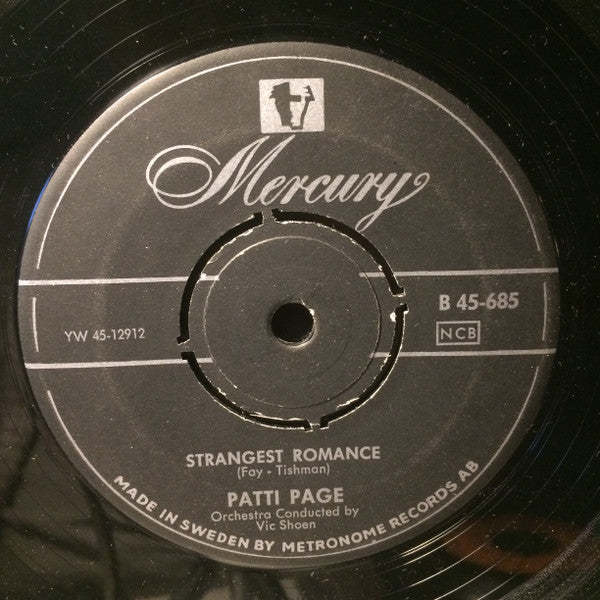 Mercury
B 45-685
YW 45-12912
NCB
STRANGEST ROMANCE
(Fay - Tishman)
PATTI PAGE
Orchestra Conducted by
Vic Shoen
MADE IN SWEDEN BY METRONOME RECORDS AB